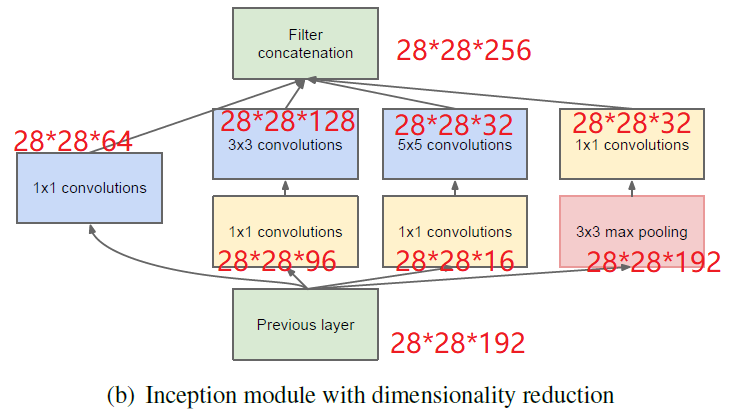 Filter
concatenation
28*28*256
28*28*64
1x1 convolutions
28*28*128
3x3 convolutions
28*28*32
5x5 convolutions
28*28*32
1x1 convolutions
1x1 convolutions
28*28*96
1x1 convolutions
28*28*16
3x3 max pooling
28*28*192
Previous layer
28*28*192
(b) Inception module with dimensionality reduction